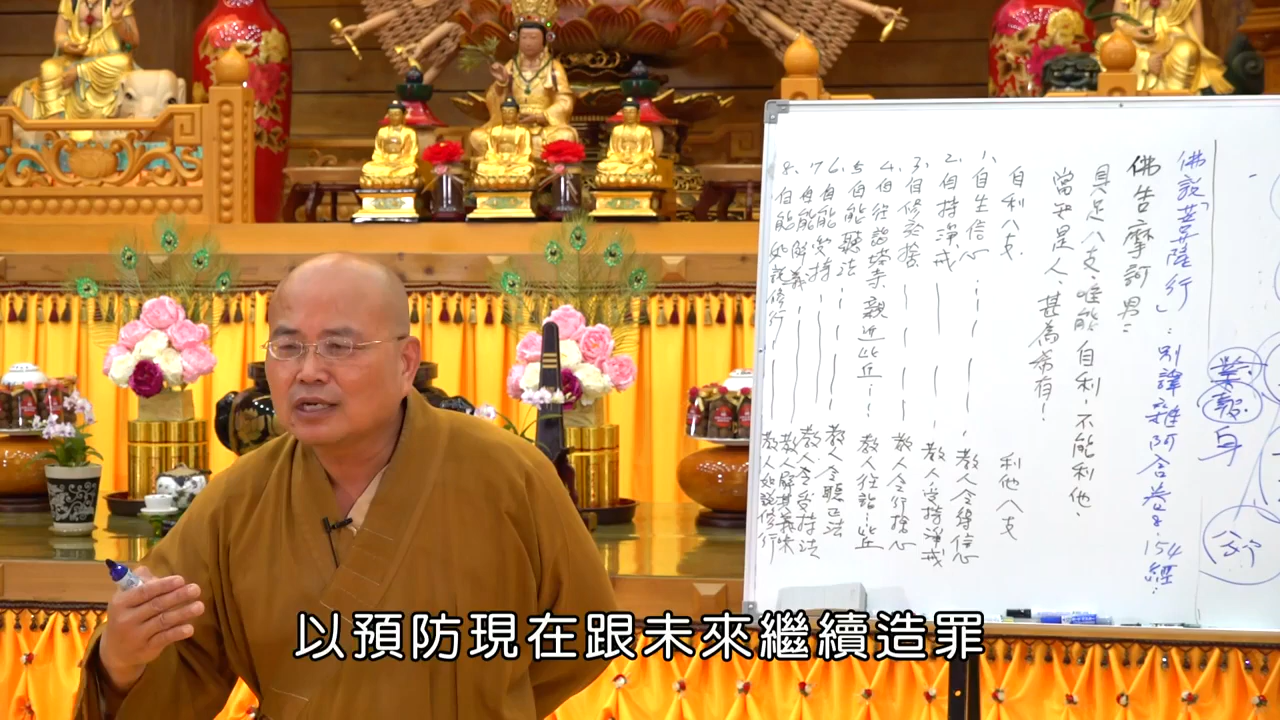 佛說「菩薩行」：別譯雜阿含卷8.154經.
佛告摩訶男：
具足八支，唯能自利，不能利他.
當知是人，甚為希有！
自利八支. 利他八支
1、自生信心 教人令得信心
2、自持淨戒 教人受持淨戒
3、自修於捨 教人令行捨心
4、自往詣塔寺親近比丘 教人往詣 比丘
5、自能聽法 教人令聽正法
6、自能受持 教人令受持法
7、自能解義 教人解其義味
8、自能如說修行 教人如說修行
業.
報.
身
以預防現在跟未來繼續造罪